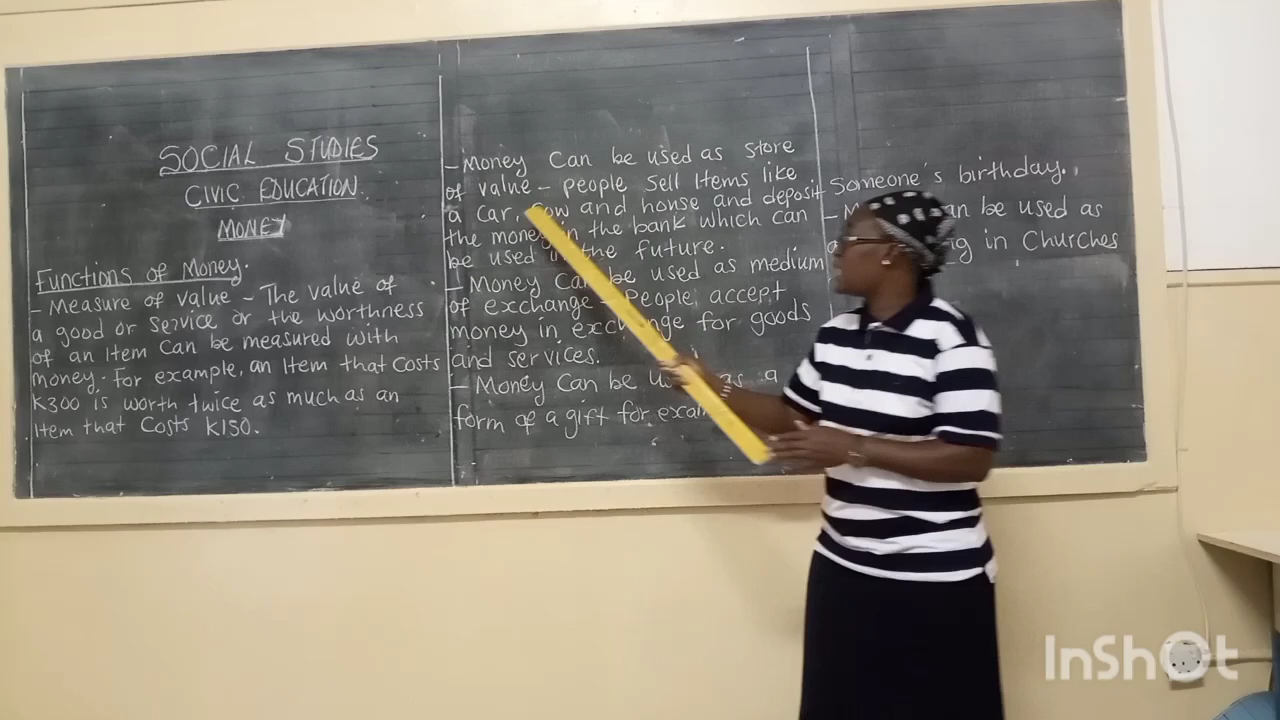 SOCIAL STUDIES
CIVIC EDUCATION
MONEY
Functions of Money.
- Measure of value - The value of
a good or service or the worthness
of an Item can be measured with
money. For example, an Item that costs
K300 is worth twice as much as an
Item that costs K150.
- Money can be used as store
of value - people sell Items like
a car, cow and house and deposit
the money in the bank which can
be used in the future.
- Money can be used as medium
of exchange - People accept
money in exchange for goods
and services.
- Money can be as a
form of a gift for
Someone's birthday.
- can be used as
in Churches
InShOt